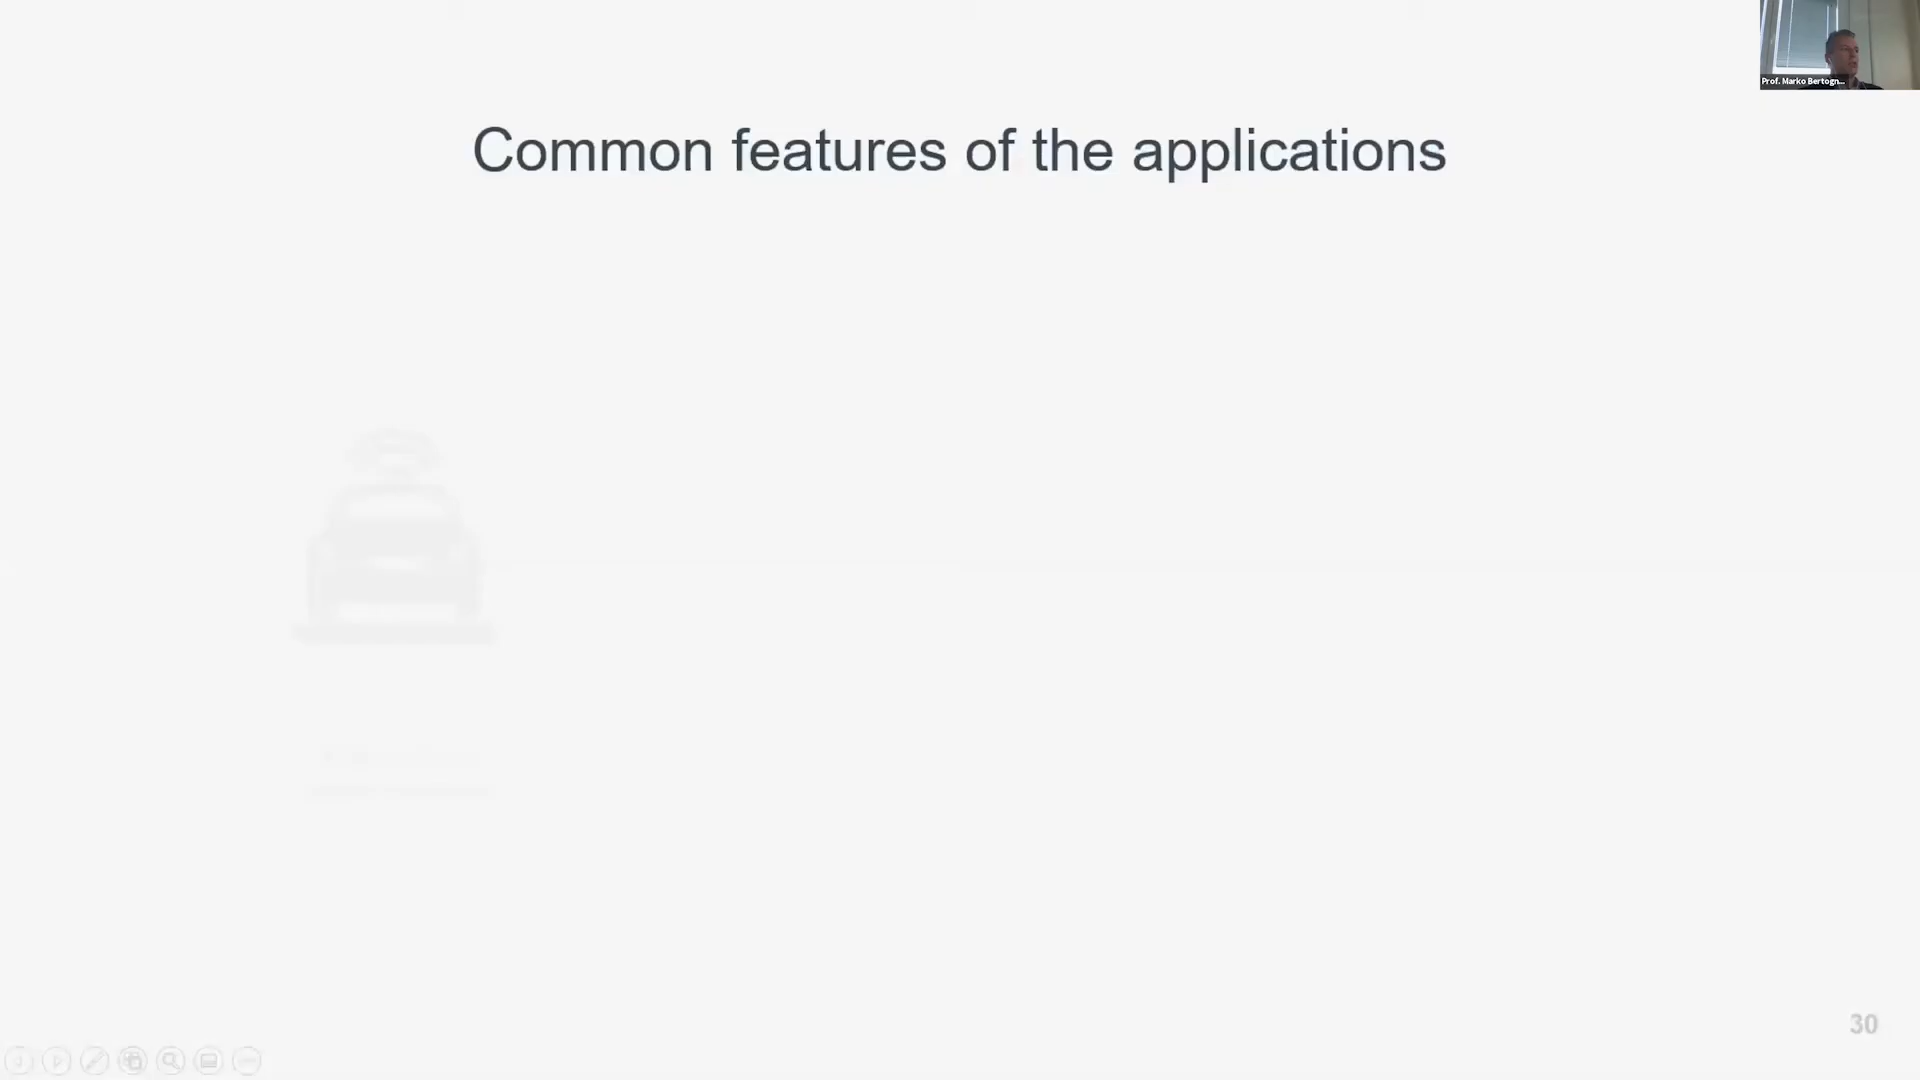 Prof. Marko Bertogn...
Common features of the applications
30